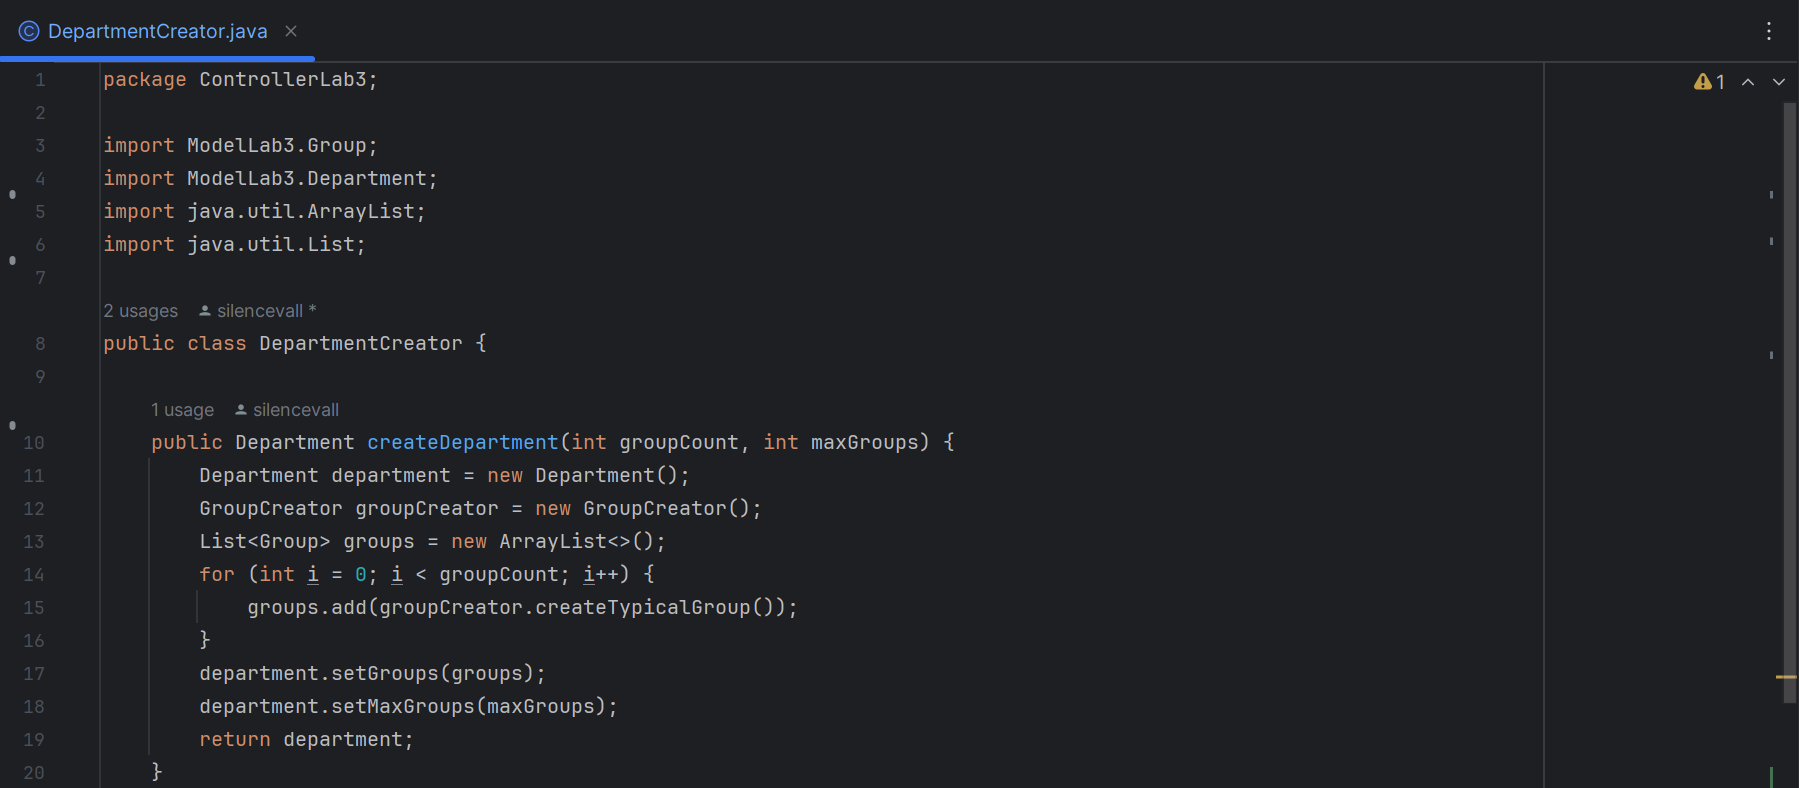 DepartmentCreator.java
1
1 package ControllerLab3;
2
3 import ModelLab3.Group;
4 import ModelLab3.Department;
5 import java.util.ArrayList;
6 import java.util.List;
7
2 usages silencevall *
8 public class DepartmentCreator {
9
1 usage silencevall
10 public Department createDepartment(int groupCount, int maxGroups) {
11 Department department = new Department();
12 GroupCreator groupCreator = new GroupCreator();
13 List<Group> groups = new ArrayList<>();
14 for (int i = 0; i < groupCount; i++) {
15 groups.add(groupCreator.createTypicalGroup());
16 }
17 department.setGroups(groups);
18 department.setMaxGroups(maxGroups);
19 return department;
20 }